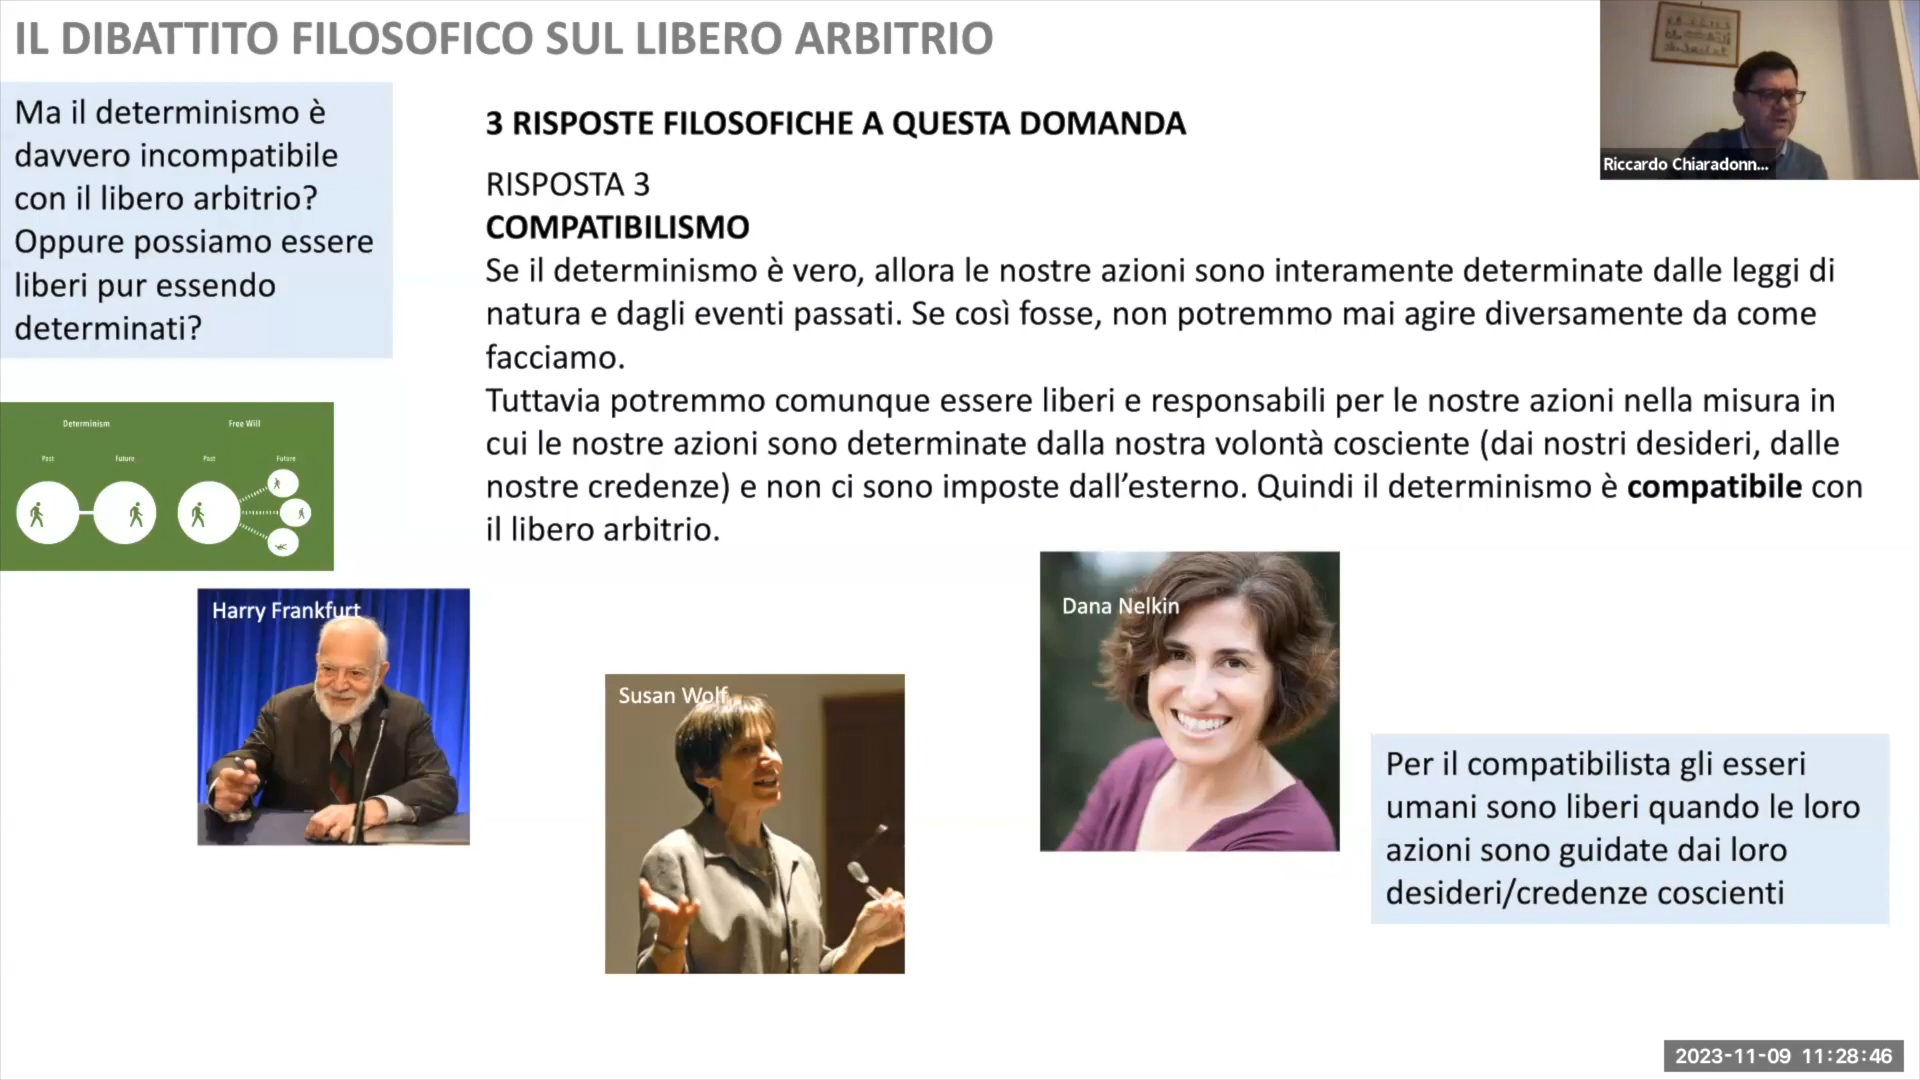 IL DIBATTITO FILOSOFICO SUL LIBERO ARBITRIO
Ma il determinismo è
davvero incompatibile
con il libero arbitrio?
Oppure possiamo essere
liberi pur essendo
determinati?
3 RISPOSTE FILOSOFICHE A QUESTA DOMANDA
RISPOSTA 3
COMPATIBILISMO
Se il determinismo è vero, allora le nostre azioni sono interamente determinate dalle leggi di
natura e dagli eventi passati. Se così fosse, non potremmo mai agire diversamente da come
facciamo.
Tuttavia potremmo comunque essere liberi e responsabili per le nostre azioni nella misura in
cui le nostre azioni sono determinate dalla nostra volontà cosciente (dai nostri desideri, dalle
nostre credenze) e non ci sono imposte dall’esterno. Quindi il determinismo è compatibile con
il libero arbitrio.
Riccardo Chiaradonn...
Determinism
Free Will
Past
Future
Past
Future
Harry Frankfurt
Susan Wolf
Dana Nelkin
Per il compatibilista gli esseri
umani sono liberi quando le loro
azioni sono guidate dai loro
desideri/credenze coscienti
2023-11-09 11:28:46